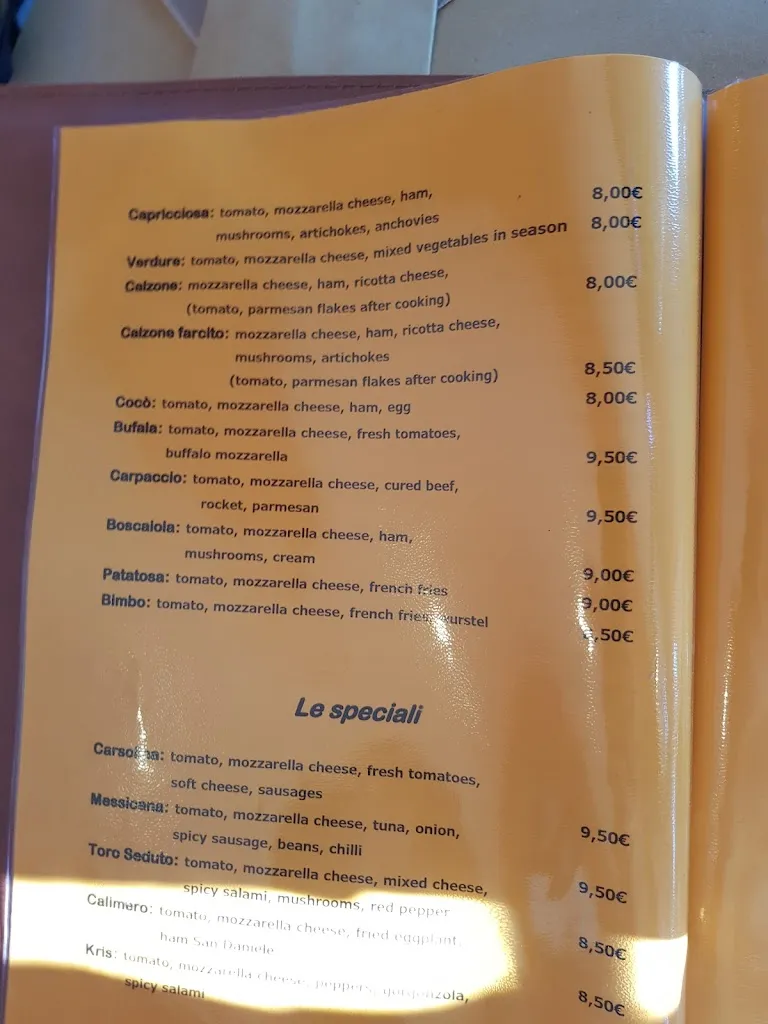 Capricciosa: tomato, mozzarella cheese, ham,
mushrooms, artichokes, anchovies 8,00€
Verdure: tomato, mozzarella cheese, mixed vegetables in season 8,00€
Calzone: mozzarella cheese, ham, ricotta cheese,
(tomato, parmesan flakes after cooking) 8,00€
Calzone farcito: mozzarella cheese, ham, ricotta cheese,
mushrooms, artichokes
(tomato, parmesan flakes after cooking) 8,50€
Cocò: tomato, mozzarella cheese, ham, egg 8,00€
Bufala: tomato, mozzarella cheese, fresh tomatoes,
buffalo mozzarella 9,50€
Carpaccio: tomato, mozzarella cheese, cured beef,
rocket, parmesan 9,50€
Boscaiola: tomato, mozzarella cheese, ham,
mushrooms, cream 9,00€
Patatosa: tomato, mozzarella cheese, french fries 9,00€
Bimbo: tomato, mozzarella cheese, french fries, wurstel
Le speciali
tomato, mozzarella cheese, fresh tomatoes,
soft cheese, sausages 9,50€
Messicana: tomato, mozzarella cheese, tuna, onion,
spicy sausage, beans, chilli 9,50€
Toro Seduto: tomato, mozzarella cheese, mixed cheese,
spicy salami, mushrooms, red pepper 8,50€
Calimero: tomato, mozzarella cheese, fried eggplant,
ham San Daniele 8,50€
Kris: tomato, mozzarella cheese, peppers, gorgonzola,
spicy salami